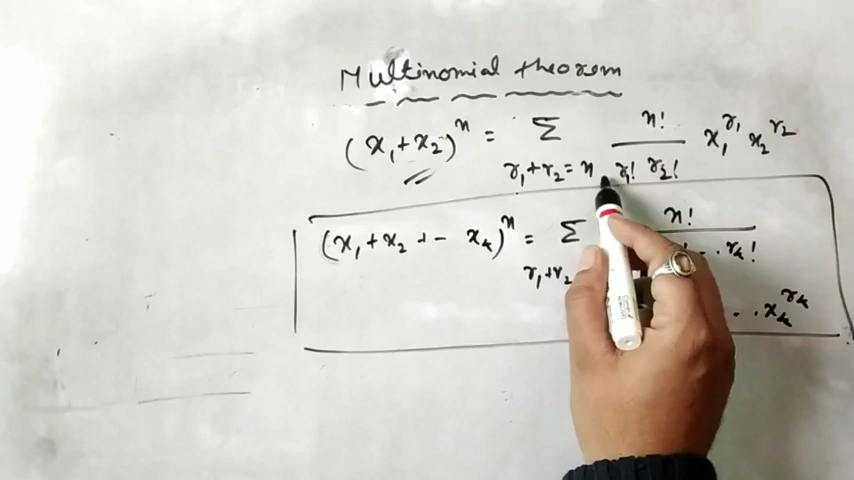 Multinomial theorem
(x₁+x₂)ⁿ = Σ n! x₁^r₁ x₂^r₂
r₁+r₂=n r₁! r₂!
(x₁+x₂+- xₖ)ⁿ = Σ n!
r₁+r₂ !..rₖ!
..xₖ^rₖ